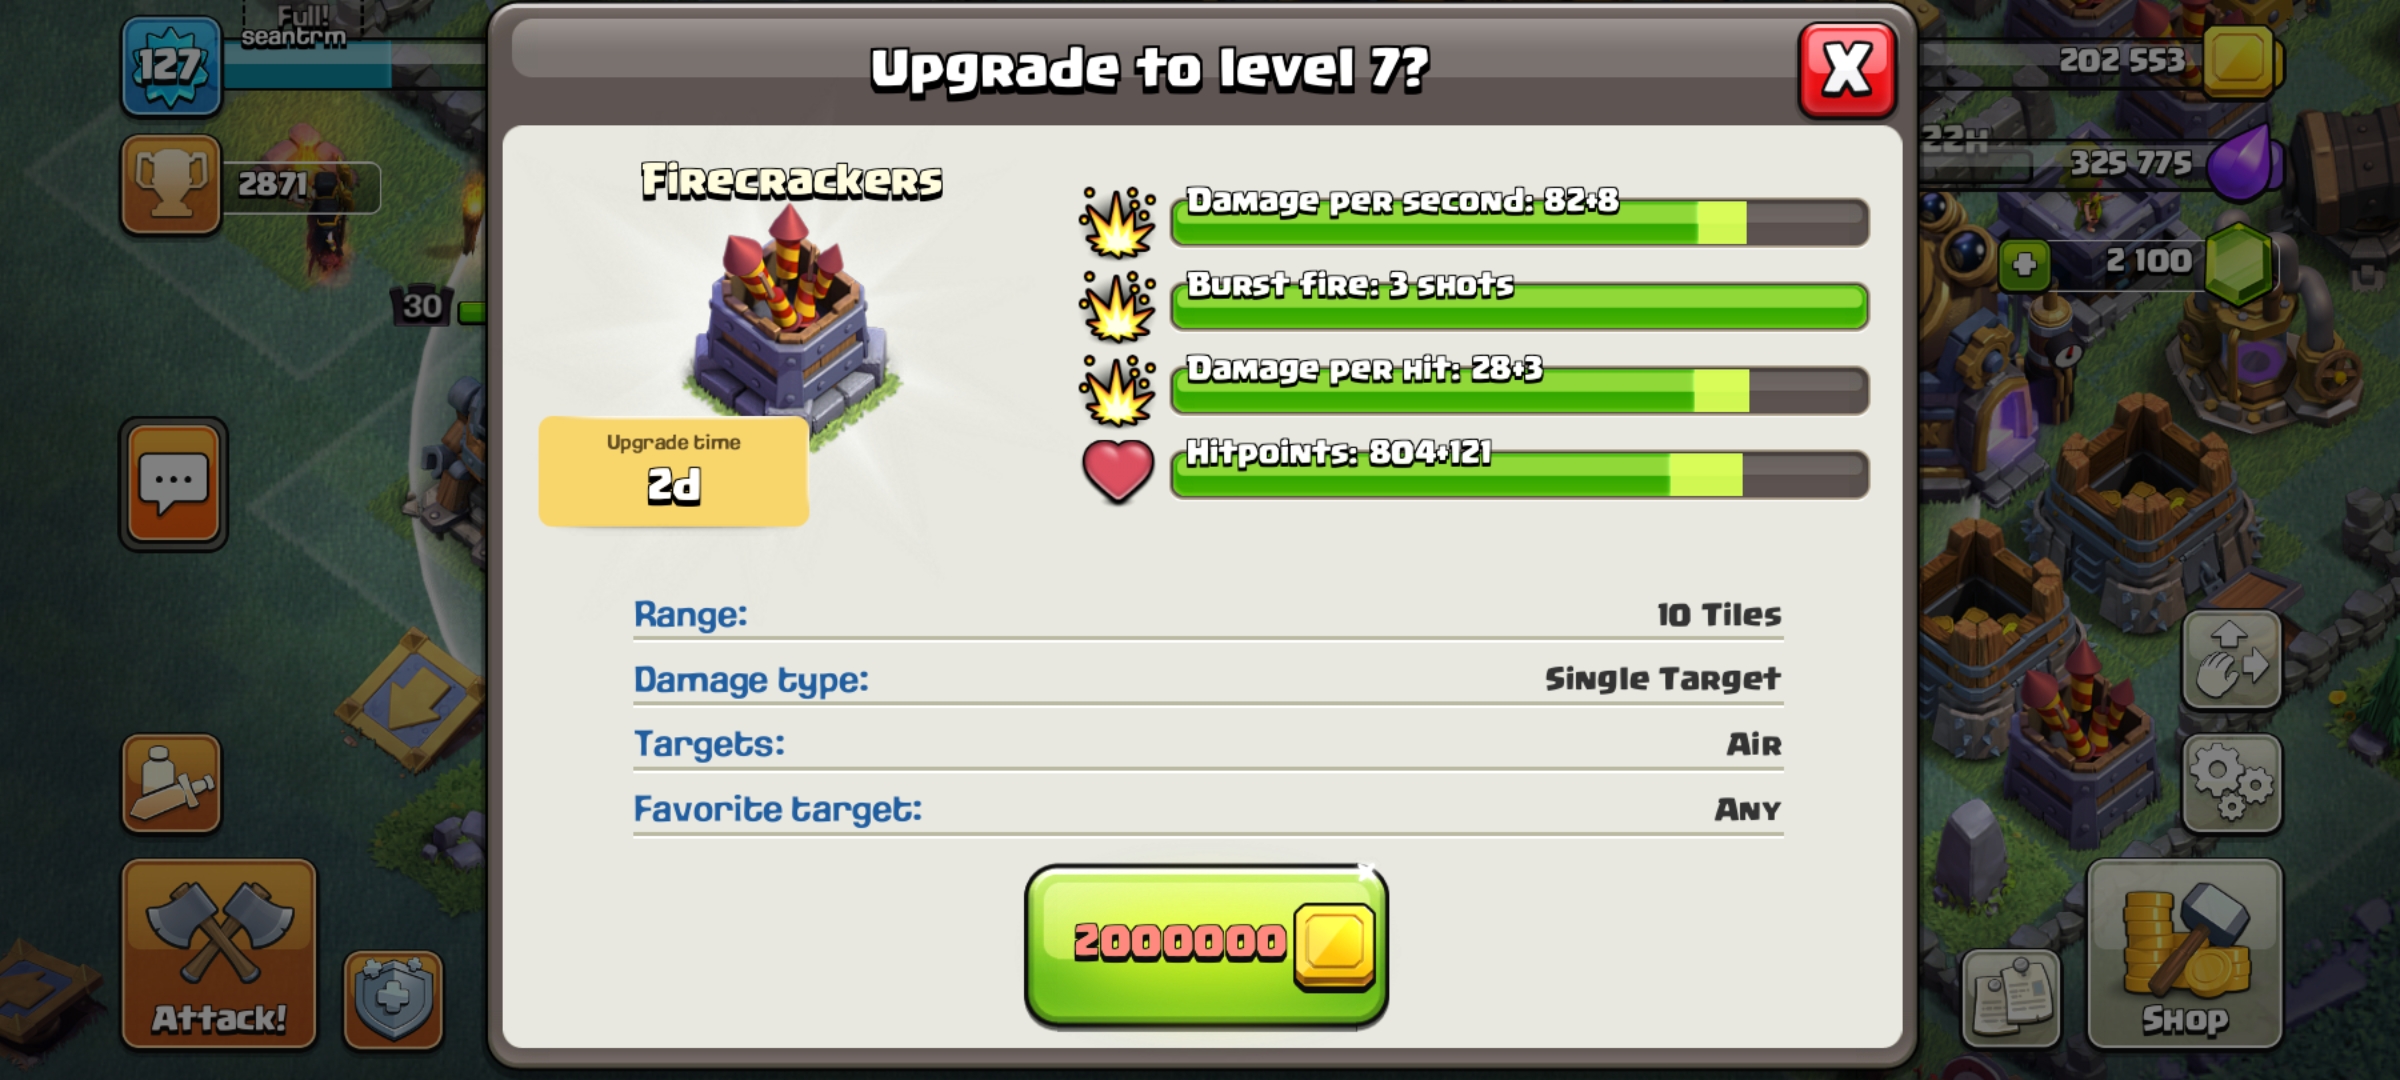 Full!
seantrm
127
2871
30
Attack!
Upgrade to level 7?
X
Firecrackers
Upgrade time
2d
Damage per second: 82+8
Burst fire: 3 shots
Damage per hit: 28+3
Hitpoints: 804+121
Range: 10 Tiles
Damage type: Single Target
Targets: Air
Favorite target: Any
2000000
202 553
22H
325 775
2 100
Shop